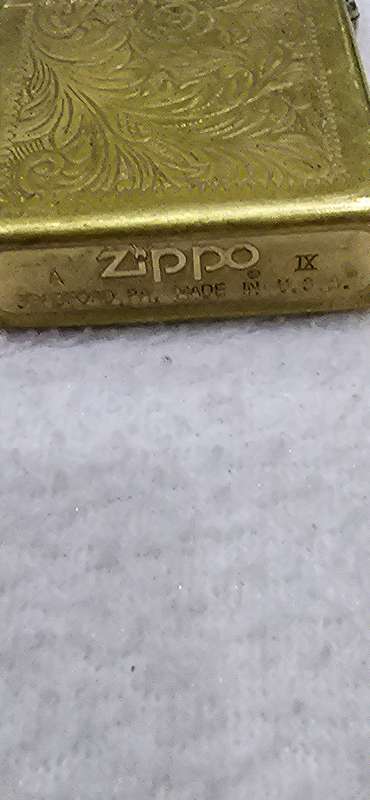 A Zippo ® IX
BRADFORD, PA. MADE IN U.S.A.